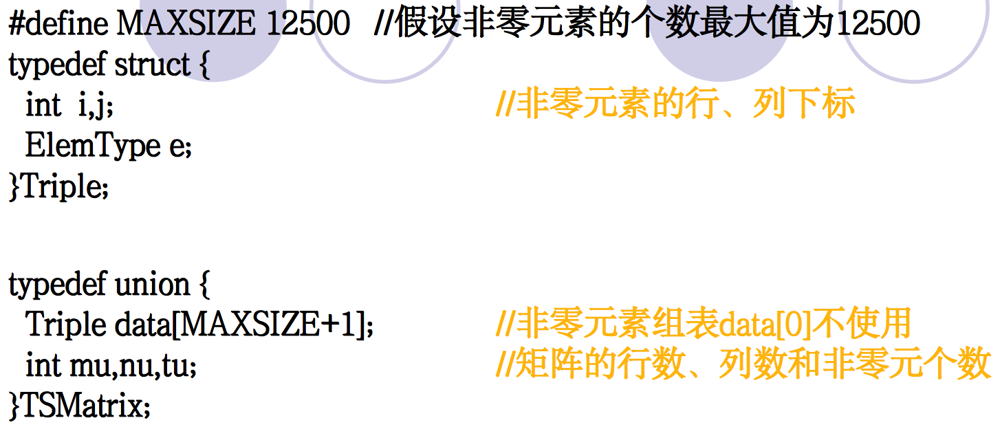 #define MAXSIZE 12500 //假设非零元素的个数最大值为12500
typedef struct {
int i,j; //非零元素的行、列下标
ElemType e;
}Triple;
typedef union {
Triple data[MAXSIZE+1]; //非零元素组表data[0]不使用
int mu,nu,tu; //矩阵的行数、列数和非零元个数
}TSMatrix;